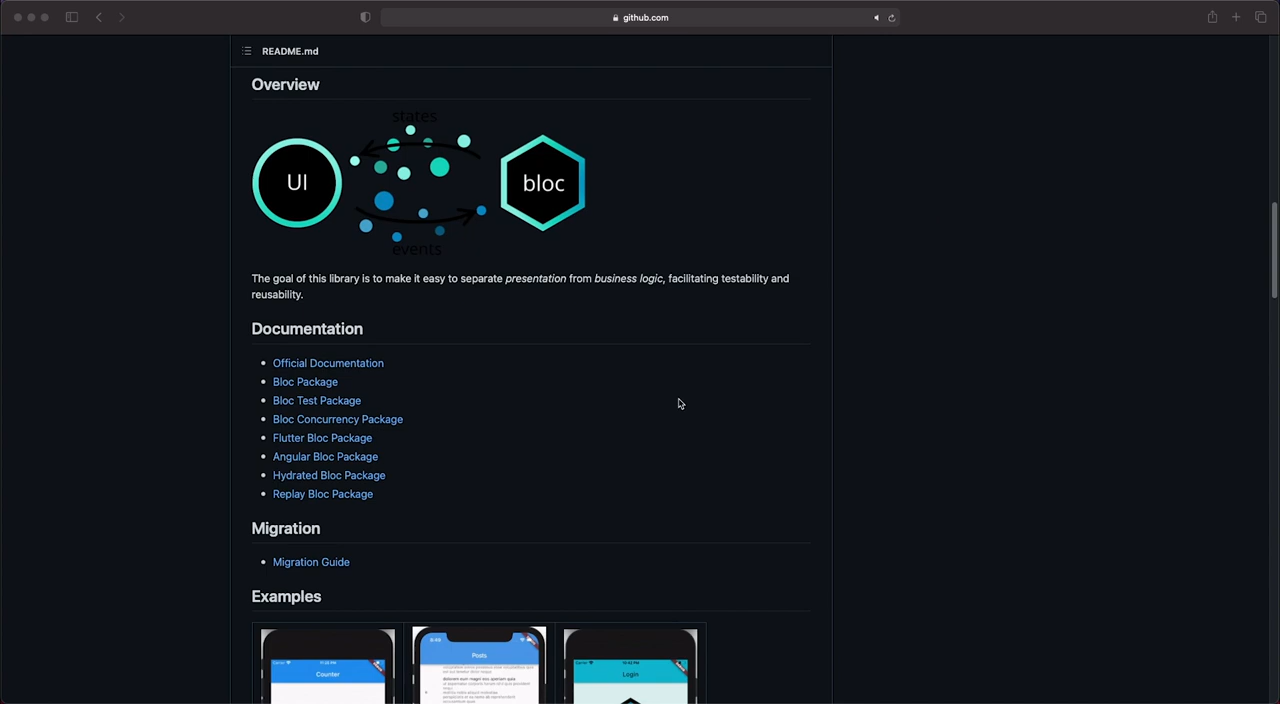 github.com
README.md
Overview
states
UI
bloc
events
The goal of this library is to make it easy to separate presentation from business logic, facilitating testability and
reusability.
Documentation
Official Documentation
Bloc Package
Bloc Test Package
Bloc Concurrency Package
Flutter Bloc Package
Angular Bloc Package
Hydrated Bloc Package
Replay Bloc Package
Migration
Migration Guide
Examples
Counter
Posts
Login